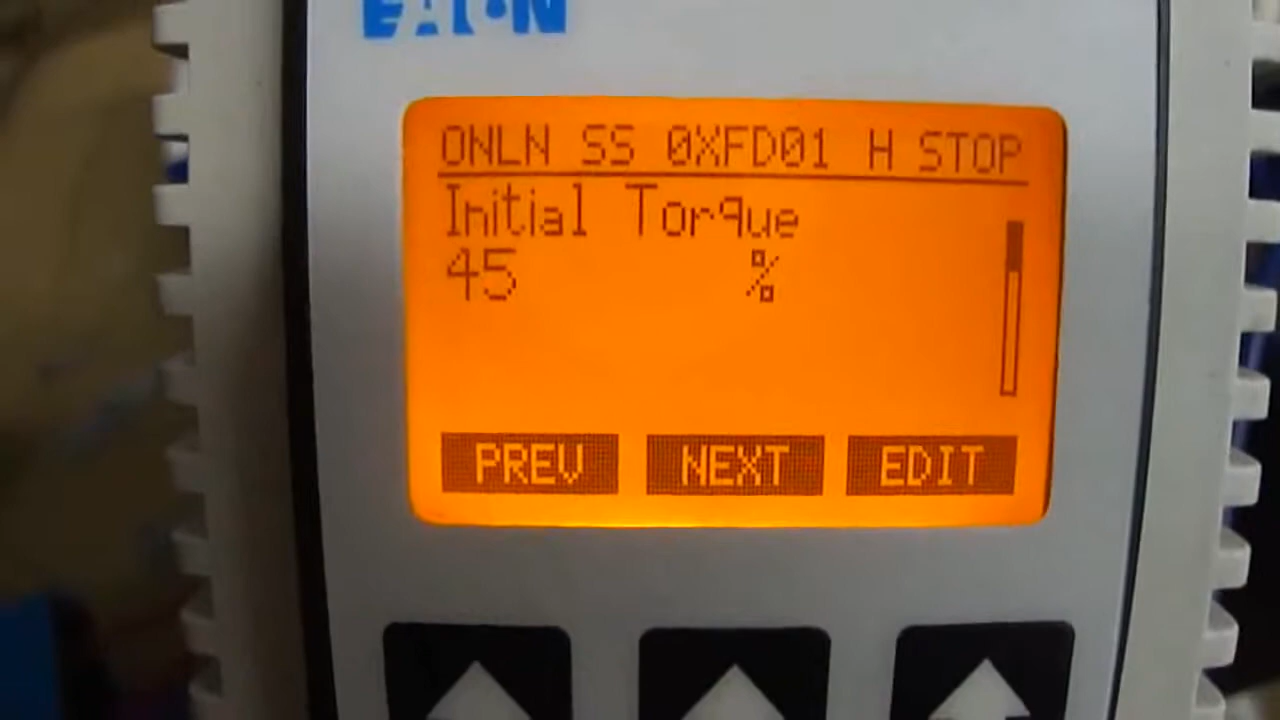 EATON
ONLN SS 0XFD01 H STOP
Initial Torque
45 %
PREV NEXT EDIT